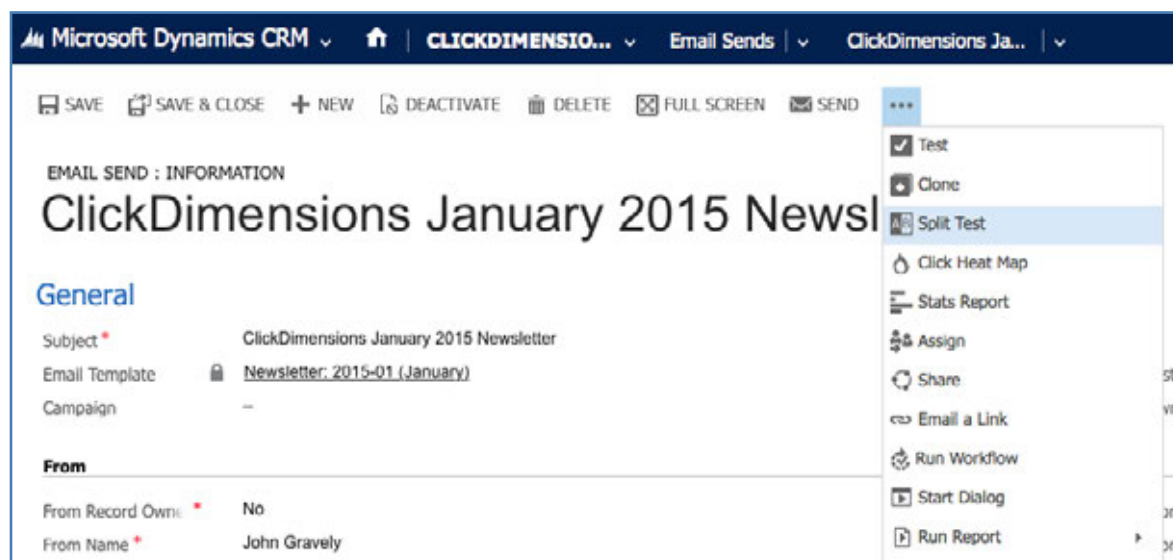 Microsoft Dynamics CRM CLICKDIMENSIO... Email Sends ClickDimensions Ja...
SAVE SAVE & CLOSE + NEW DEACTIVATE DELETE FULL SCREEN SEND ...
Test
EMAIL SEND : INFORMATION
Clone
ClickDimensions January 2015 Newsl
Split Test
Click Heat Map
General
Stats Report
Subject * ClickDimensions January 2015 Newsletter
Assign
Email Template Newsletter: 2015-01 (January)
Share
Campaign –
Email a Link
Run Workflow
From
Start Dialog
From Record Owne * No
Run Report
From Name * John Gravely